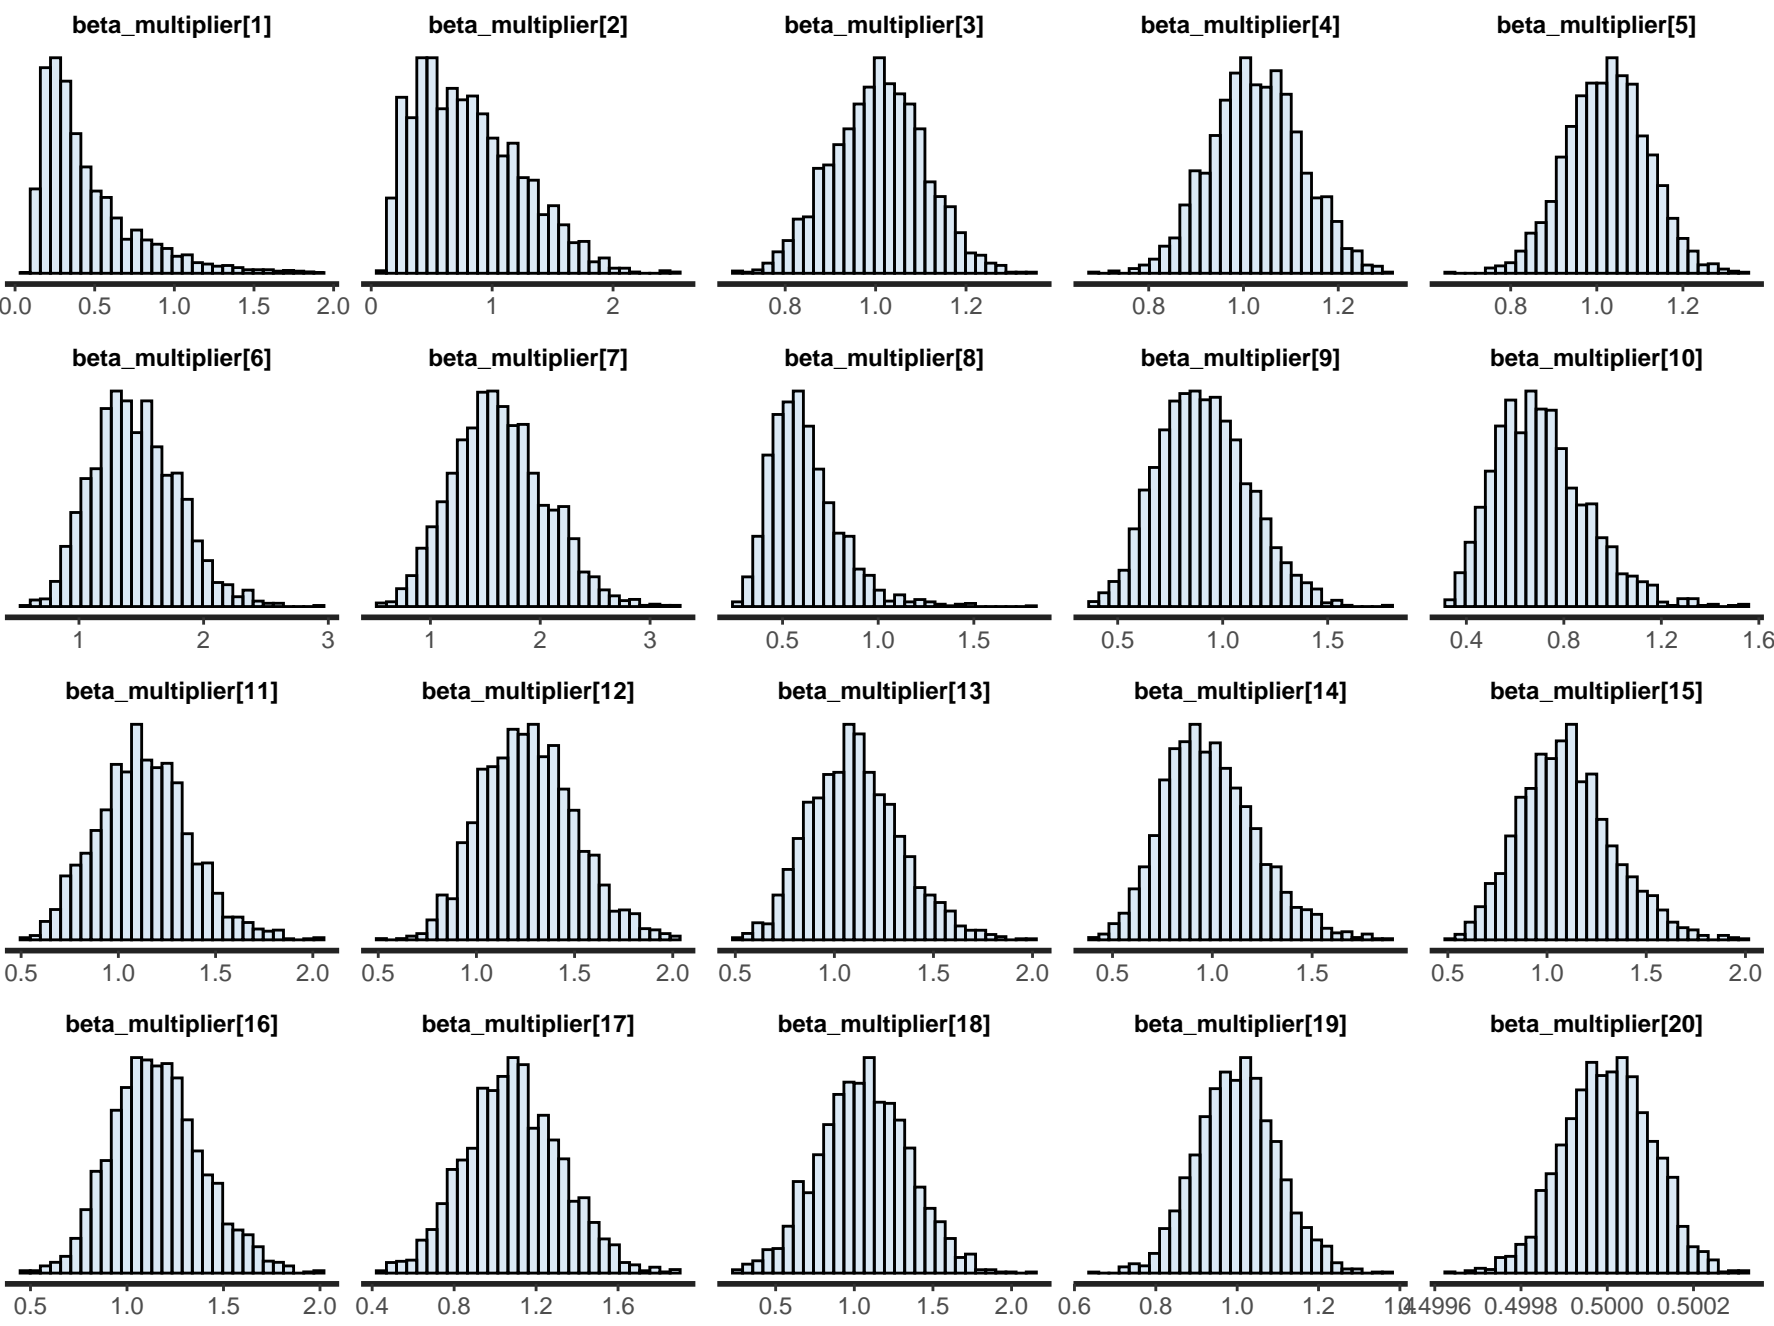 beta_multiplier[1] beta_multiplier[2] beta_multiplier[3] beta_multiplier[4] beta_multiplier[5]
0.0 0.5 1.0 1.5 2.0 0 1 2 0.8 1.0 1.2 0.8 1.0 1.2 0.8 1.0 1.2
beta_multiplier[6] beta_multiplier[7] beta_multiplier[8] beta_multiplier[9] beta_multiplier[10]
1 2 3 1 2 3 0.5 1.0 1.5 0.5 1.0 1.5 0.4 0.8 1.2 1.6
beta_multiplier[11] beta_multiplier[12] beta_multiplier[13] beta_multiplier[14] beta_multiplier[15]
0.5 1.0 1.5 2.0 0.5 1.0 1.5 2.0 0.5 1.0 1.5 2.0 0.5 1.0 1.5 0.5 1.0 1.5 2.0
beta_multiplier[16] beta_multiplier[17] beta_multiplier[18] beta_multiplier[19] beta_multiplier[20]
0.5 1.0 1.5 2.0 0.4 0.8 1.2 1.6 0.5 1.0 1.5 2.0 0.6 0.8 1.0 1.2 1.4 0.4996 0.4998 0.5000 0.5002